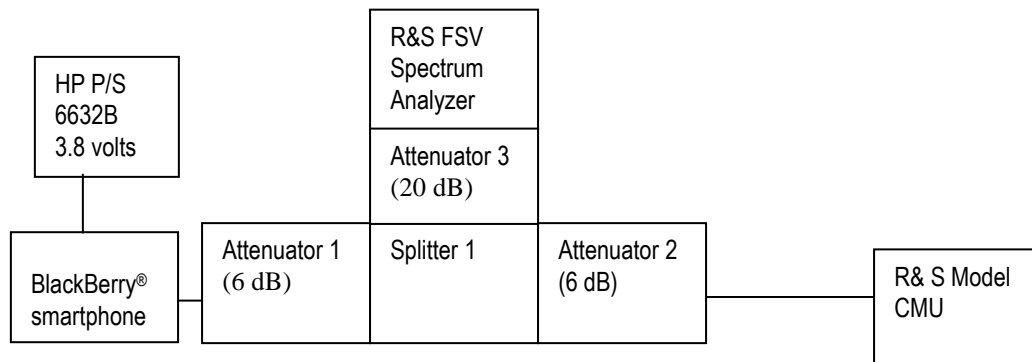 R&S FSV
Spectrum
Analyzer
HP P/S
6632B
3.8 volts
Attenuator 3
(20 dB)
Attenuator 1
(6 dB)
Splitter 1
Attenuator 2
(6 dB)
BlackBerry®
smartphone
R& S Model
CMU